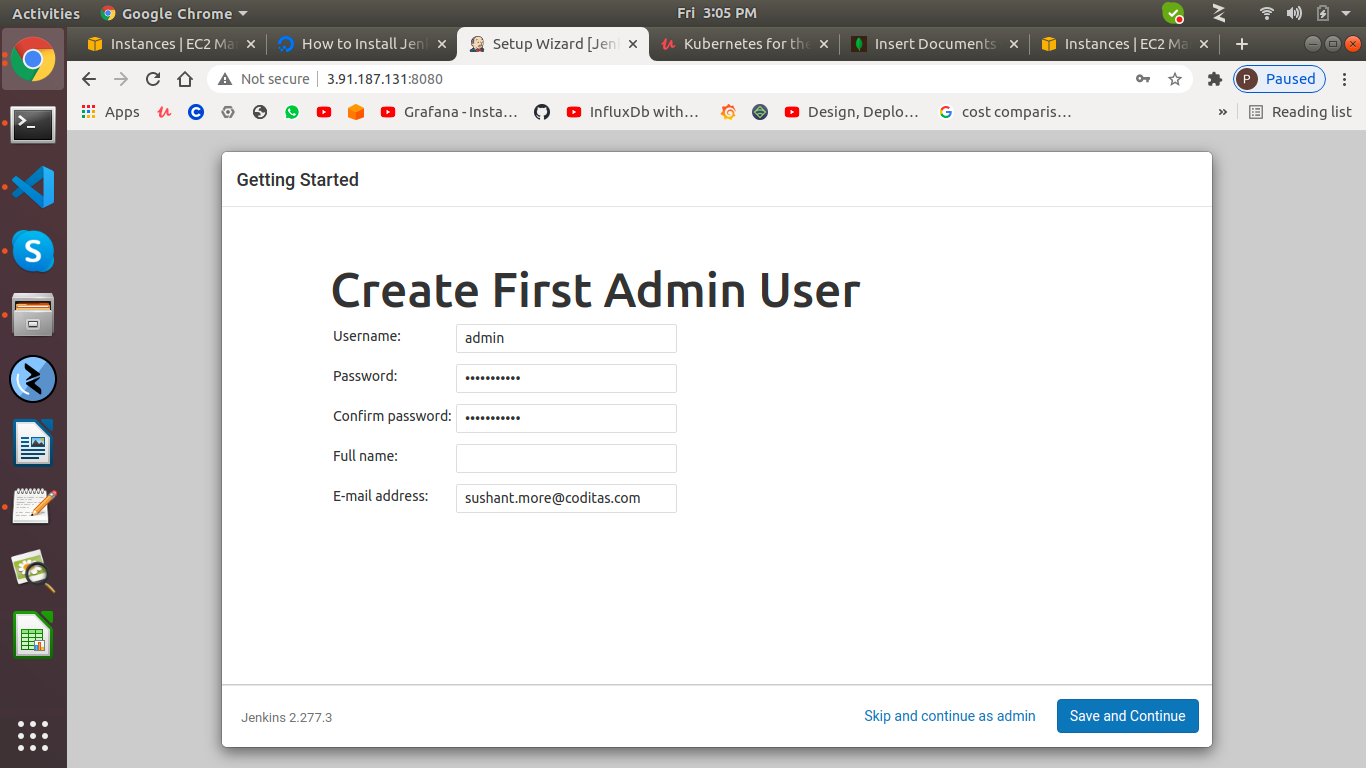 Activities Google Chrome Fri 3:05 PM
Instances | EC2 Ma How to Install Jenk Setup Wizard [Jenk Kubernetes for the Insert Documents Instances | EC2 Ma
Not secure 3.91.187.131:8080 P Paused
Apps Grafana - Insta… InfluxDb with… Design, Deplo… cost comparis… » Reading list
Getting Started
Create First Admin User
Username: admin
Password: •••••••••••
Confirm password: •••••••••••
Full name:
E-mail address: sushant.more@coditas.com
Jenkins 2.277.3 Skip and continue as admin Save and Continue